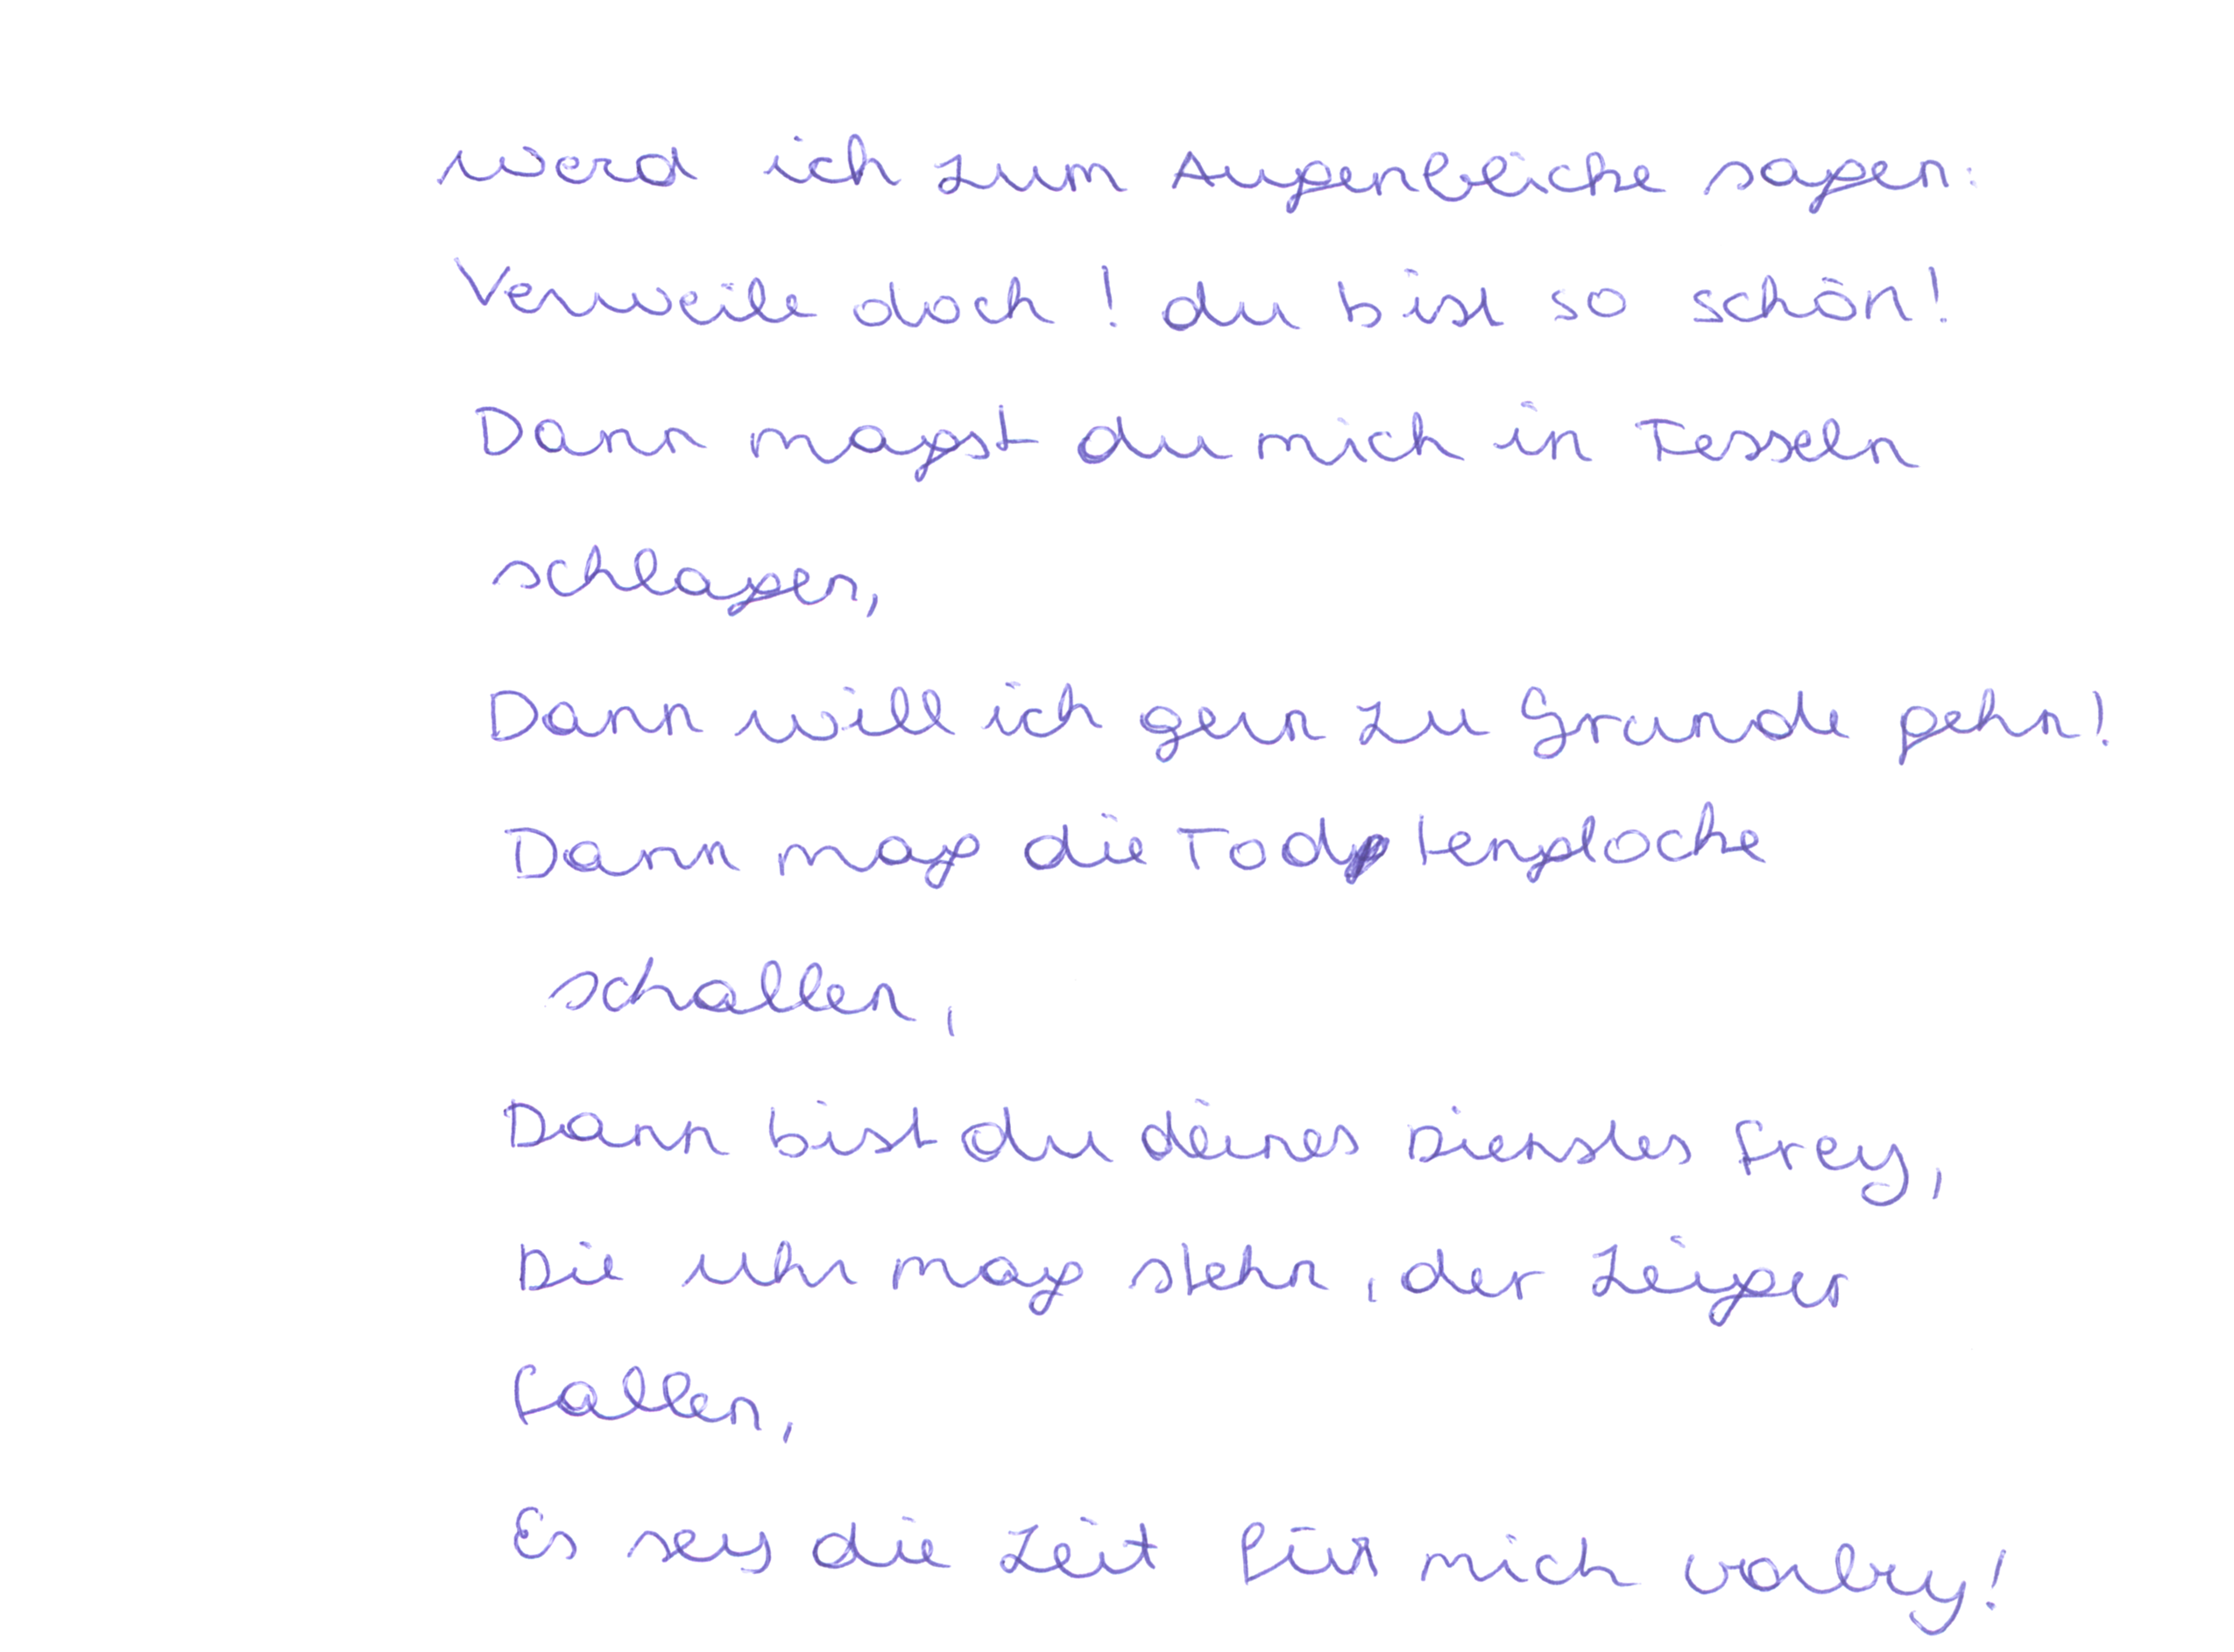 Werd ich zum Augenblicke sagen:
Verweile doch! du bist so schön!
Dann magst du mich in Fesseln
schlagen,
Dann will ich gern zu Grunde gehn!
Dann mag die Todtenglocke
schallen,
Dann bist du deines Dienstes frey,
Die Uhr mag stehn, der Zeiger
fallen,
Es sey die Zeit für mich vorbey!